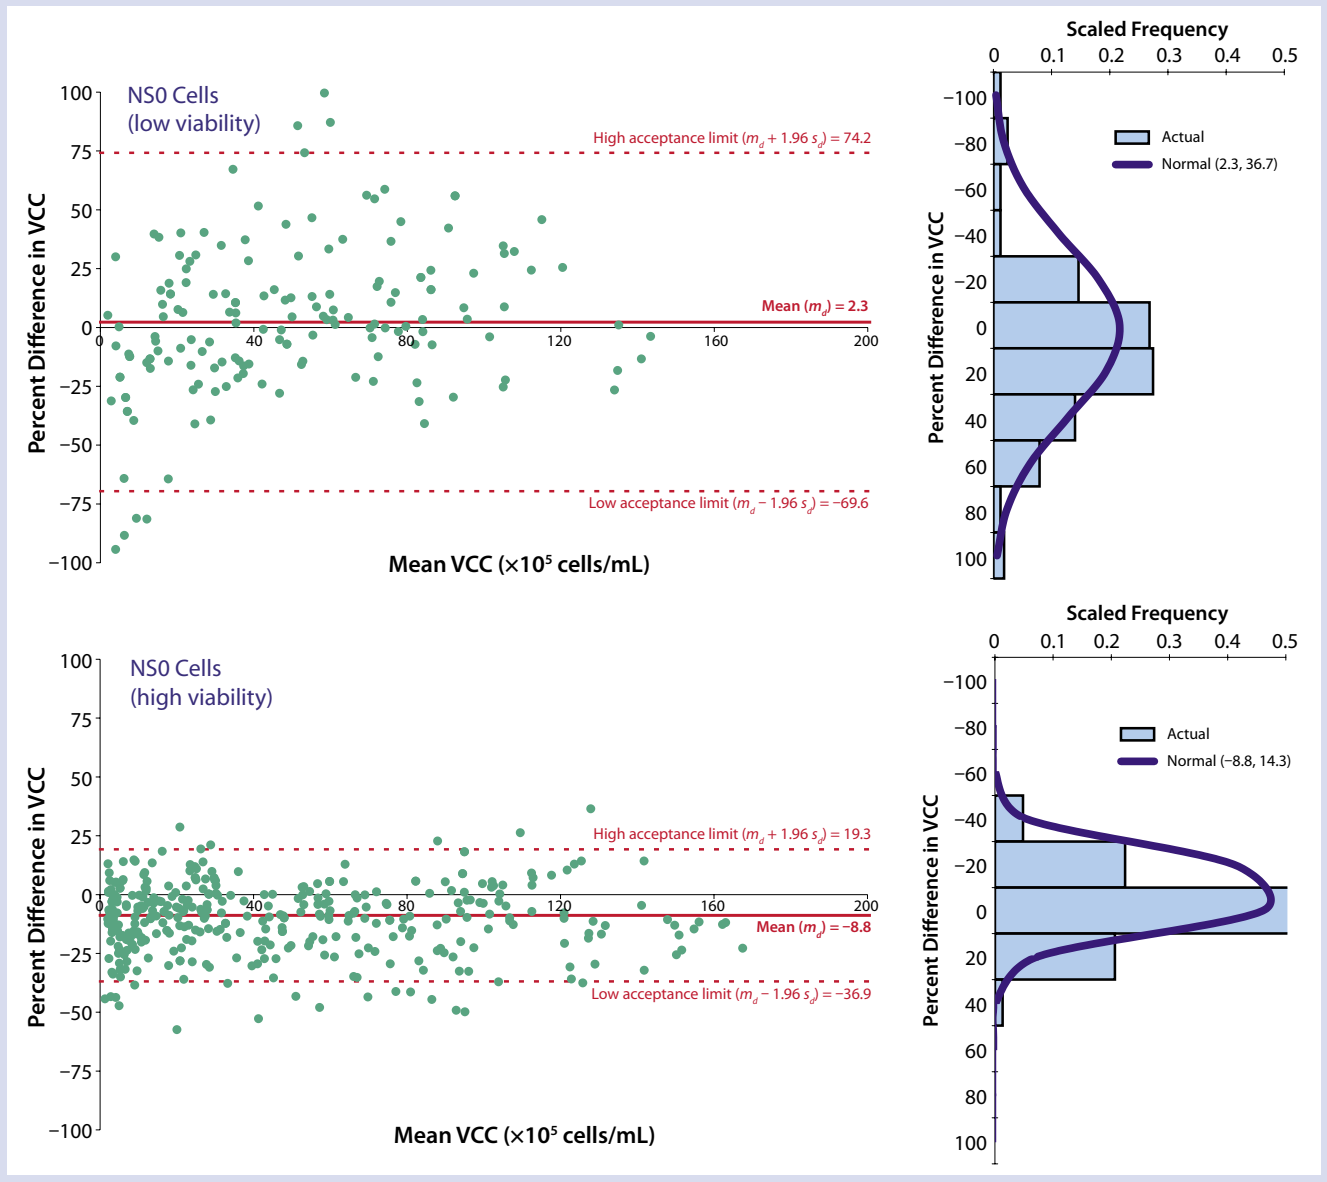 NS0 Cells
(low viability)
Percent Difference in VCC
100
75
50
25
0
−25
−50
−75
−100
High acceptance limit (md + 1.96 sd) = 74.2
Mean (md) = 2.3
0 40 80 120 160 200
Low acceptance limit (md − 1.96 sd) = −69.6
Mean VCC (×10⁵ cells/mL)
Scaled Frequency
0 0.1 0.2 0.3 0.4 0.5
Percent Difference in VCC
−100
−80
−60
−40
−20
0
20
40
60
80
100
Actual
Normal (2.3, 36.7)
NS0 Cells
(high viability)
Percent Difference in VCC
100
75
50
25
0
−25
−50
−75
−100
High acceptance limit (md + 1.96 sd) = 19.3
0 40 80 120 160 200
Mean (md) = −8.8
Low acceptance limit (md − 1.96 sd) = −36.9
Mean VCC (×10⁵ cells/mL)
Scaled Frequency
0 0.1 0.2 0.3 0.4 0.5
Percent Difference in VCC
−100
−80
−60
−40
−20
0
20
40
60
80
100
Actual
Normal (−8.8, 14.3)